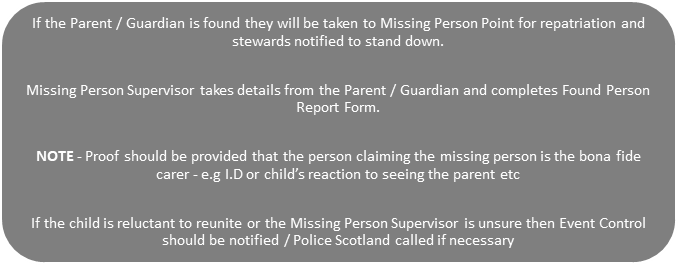 If the Parent / Guardian is found they will be taken to Missing Person Point for repatriation and
stewards notified to stand down.
Missing Person Supervisor takes details from the Parent / Guardian and completes Found Person
Report Form.
NOTE - Proof should be provided that the person claiming the missing person is the bona fide
carer - e.g I.D or child’s reaction to seeing the parent etc
If the child is reluctant to reunite or the Missing Person Supervisor is unsure then Event Control
should be notified / Police Scotland called if necessary